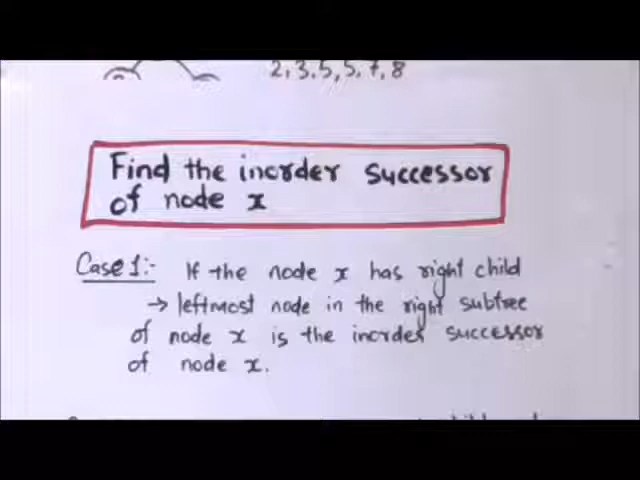 2, 3, 5, 5, 7, 8
Find the inorder successor
of node x
Case 1:- If the node x has right child
→ leftmost node in the right subtree
of node x is the inorder successor
of node x.